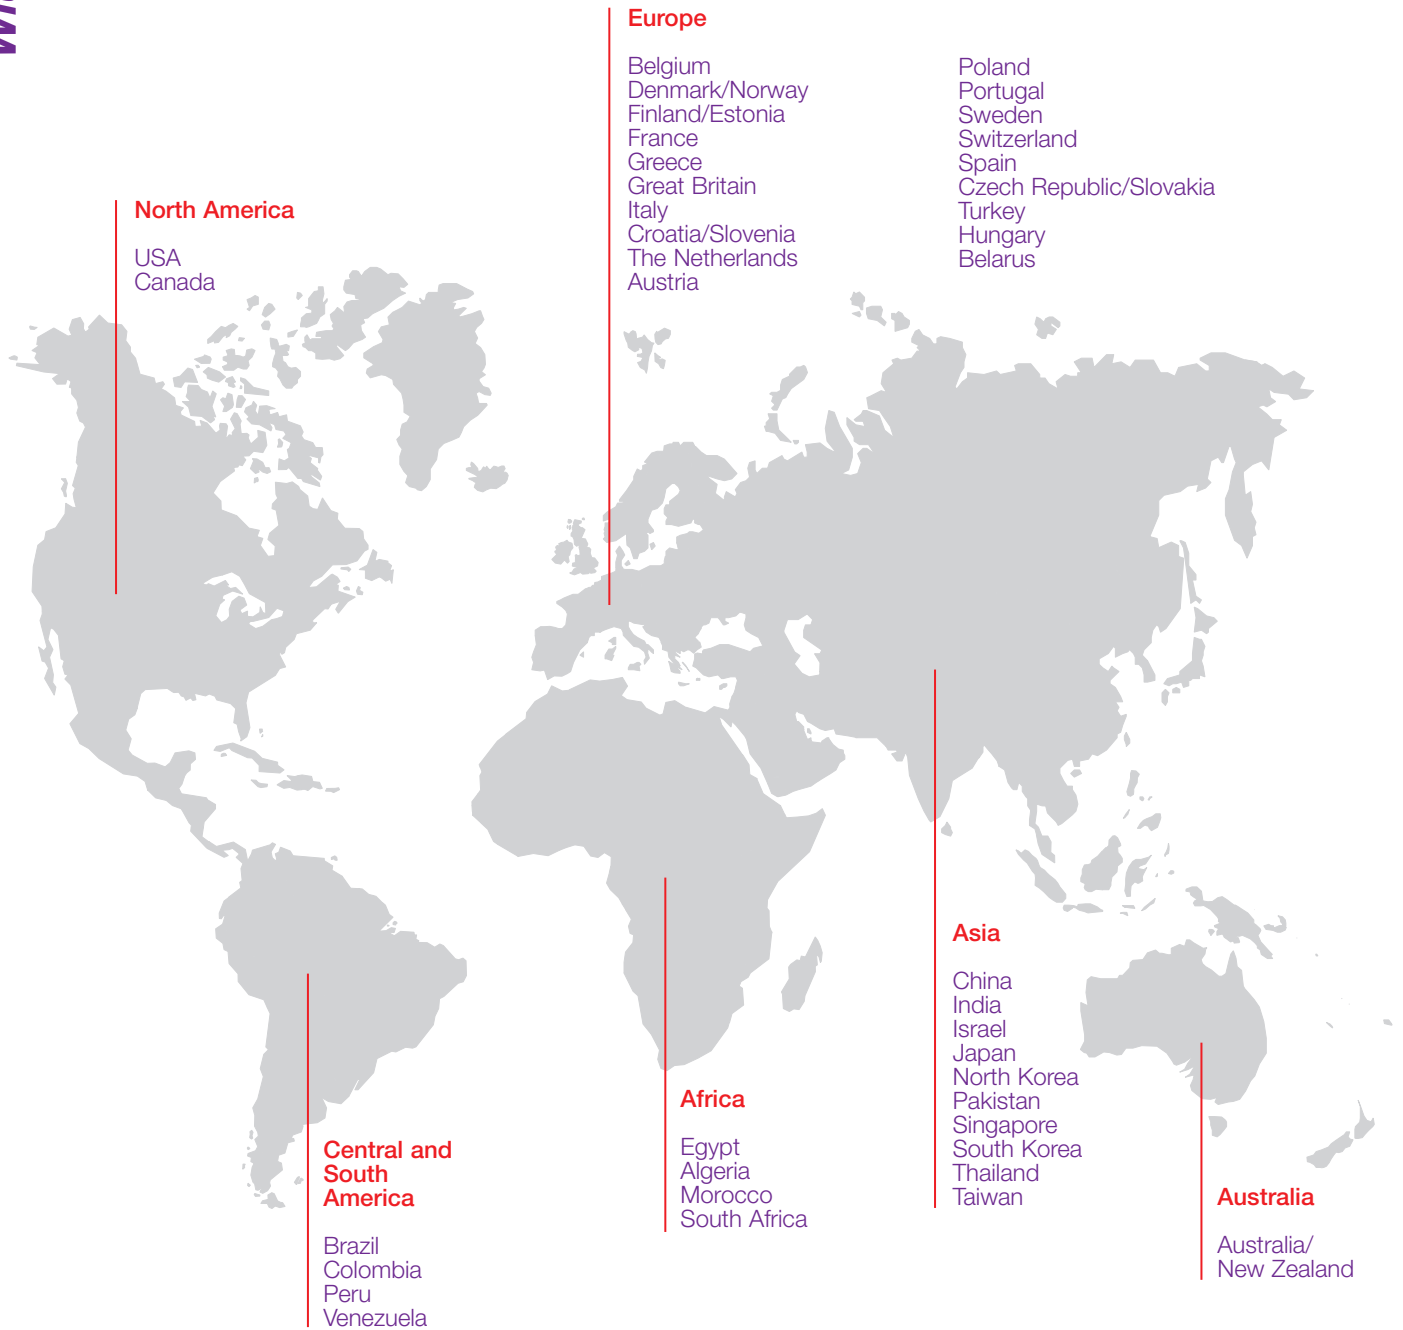 Europe
Belgium
Denmark/Norway
Finland/Estonia
France
Greece
Great Britain
Italy
Croatia/Slovenia
The Netherlands
Austria
Poland
Portugal
Sweden
Switzerland
Spain
Czech Republic/Slovakia
Turkey
Hungary
Belarus
North America
USA
Canada
Asia
China
India
Israel
Japan
North Korea
Pakistan
Singapore
South Korea
Thailand
Taiwan
Africa
Egypt
Algeria
Morocco
South Africa
Central and
South
America
Brazil
Colombia
Peru
Venezuela
Australia
Australia/
New Zealand